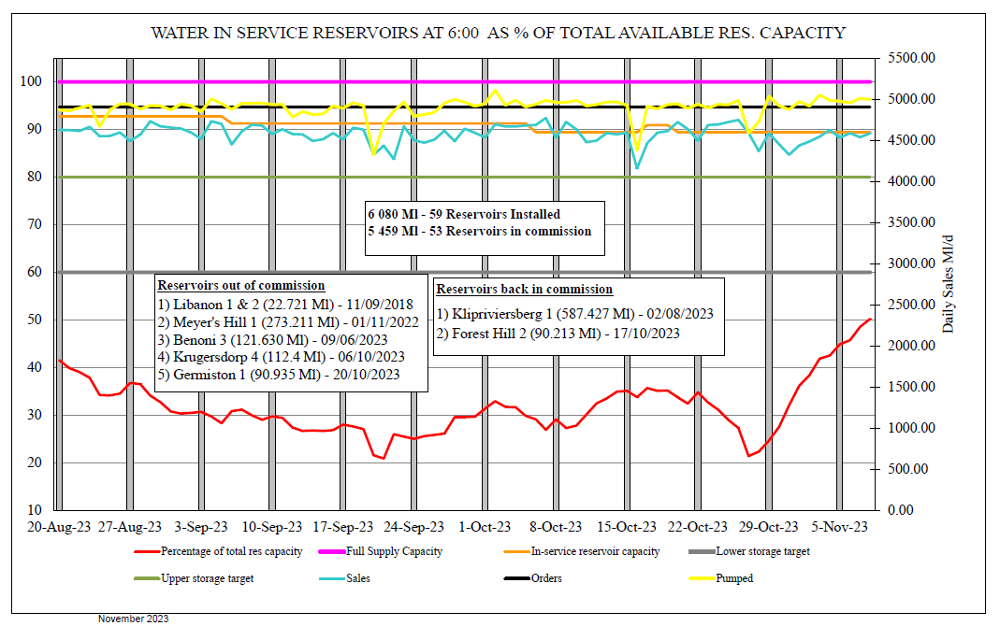 WATER IN SERVICE RESERVOIRS AT 6:00 AS % OF TOTAL AVAILABLE RES. CAPACITY
100
90
80
70
60
50
40
30
20
10
5500.00
5000.00
4500.00
4000.00
3500.00
3000.00
2500.00
2000.00
1500.00
1000.00
500.00
0.00
Daily Sales Ml/d
6 080 Ml - 59 Reservoirs Installed
5 459 Ml - 53 Reservoirs in commission
Reservoirs out of commission
1) Libanon 1 & 2 (22.721 Ml) - 11/09/2018
2) Meyer's Hill 1 (273.211 Ml) - 01/11/2022
3) Benoni 3 (121.630 Ml) - 09/06/2023
4) Krugersdorp 4 (112.4 Ml) - 06/10/2023
5) Germiston 1 (90.935 Ml) - 20/10/2023
Reservoirs back in commission
1) Klipriviersberg 1 (587.427 Ml) - 02/08/2023
2) Forest Hill 2 (90.213 Ml) - 17/10/2023
20-Aug-23 27-Aug-23 3-Sep-23 10-Sep-23 17-Sep-23 24-Sep-23 1-Oct-23 8-Oct-23 15-Oct-23 22-Oct-23 29-Oct-23 5-Nov-23
Percentage of total res capacity Full Supply Capacity In-service reservoir capacity Lower storage target
Upper storage target Sales Orders Pumped
November 2023